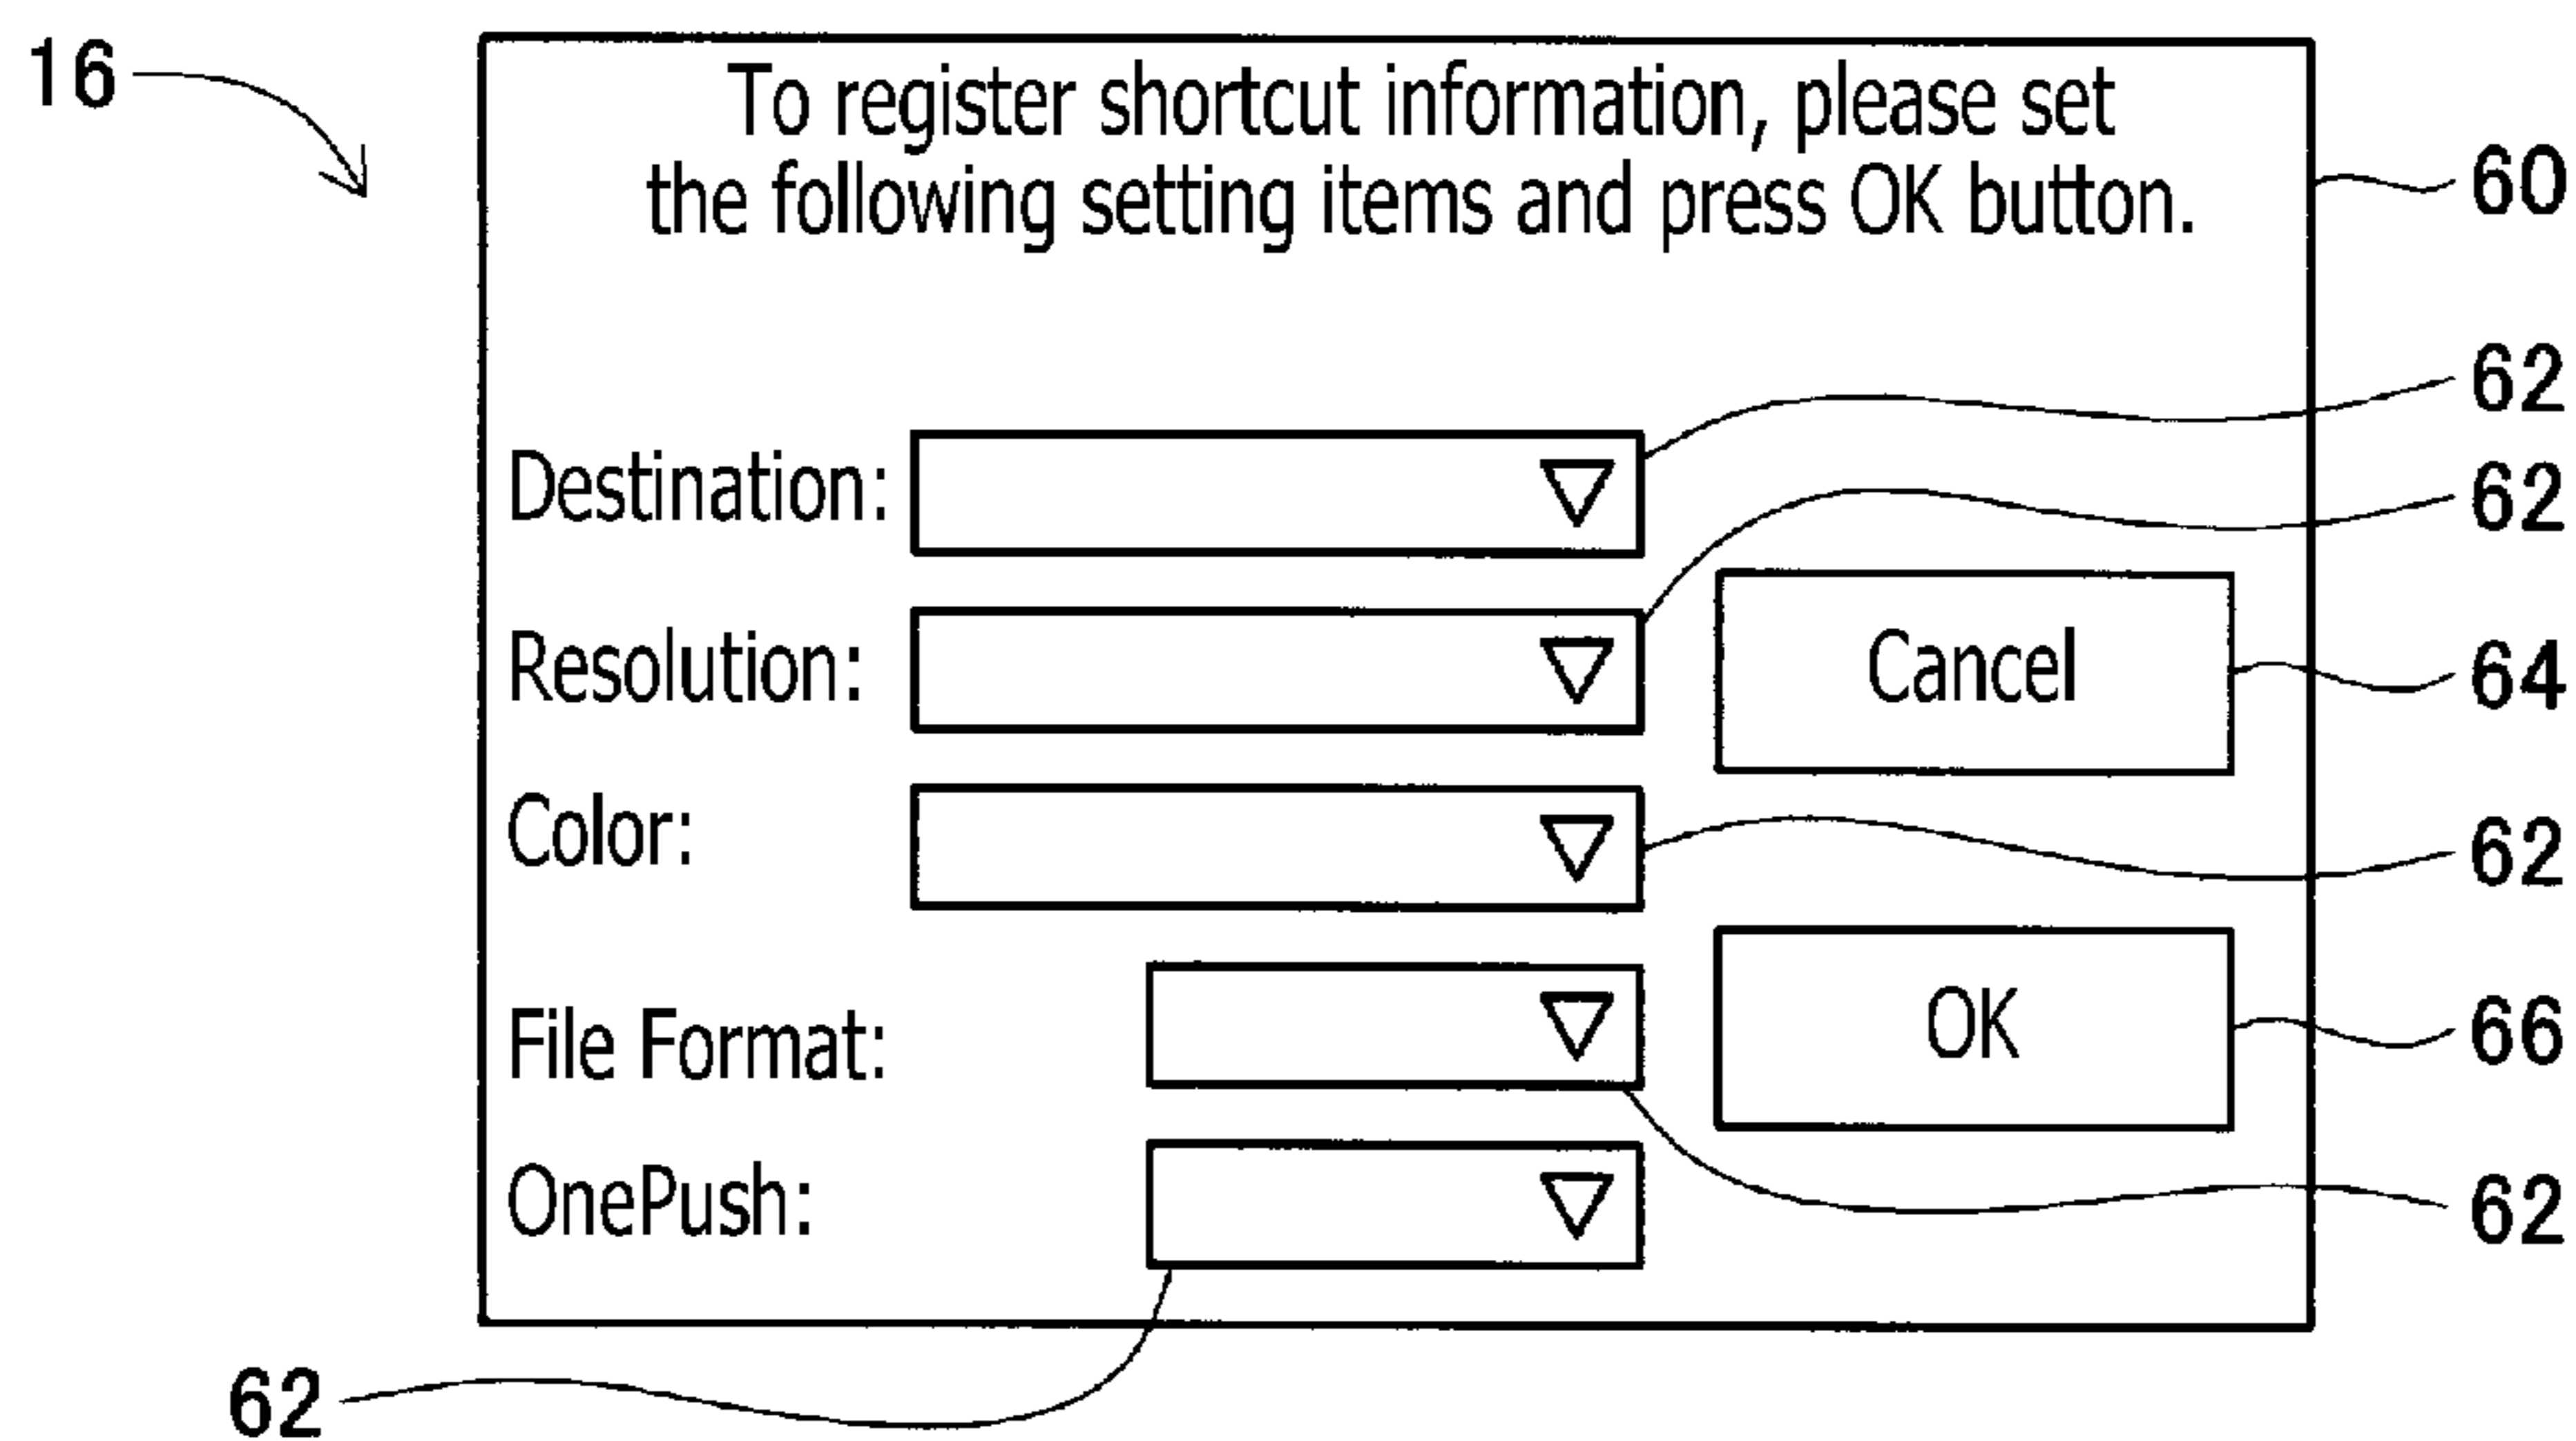 16
To register shortcut information, please set
the following setting items and press OK button.
60
62
Destination:
62
Resolution:
Cancel
64
Color:
62
File Format:
OK
66
OnePush:
62
62